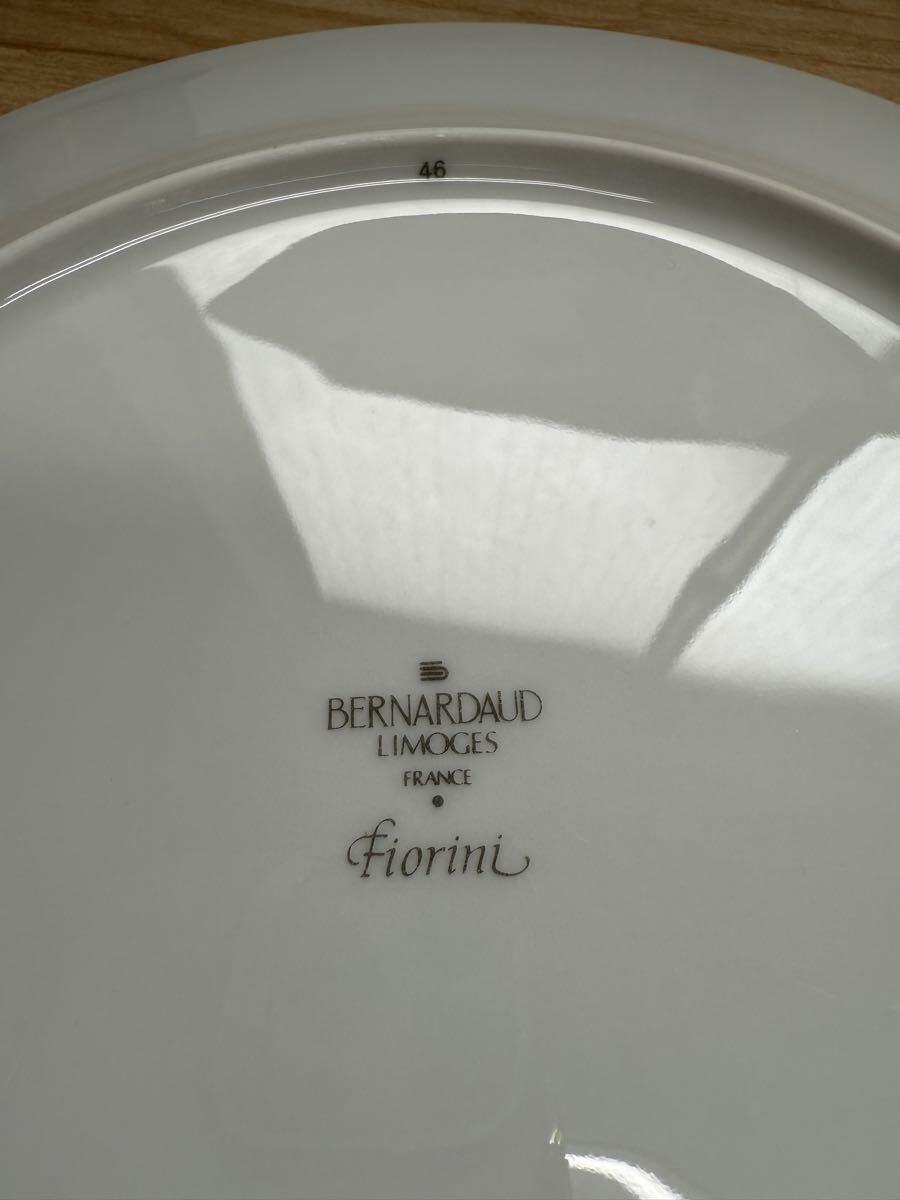 46
BERNARDAUD
LIMOGES
FRANCE
Fiorini